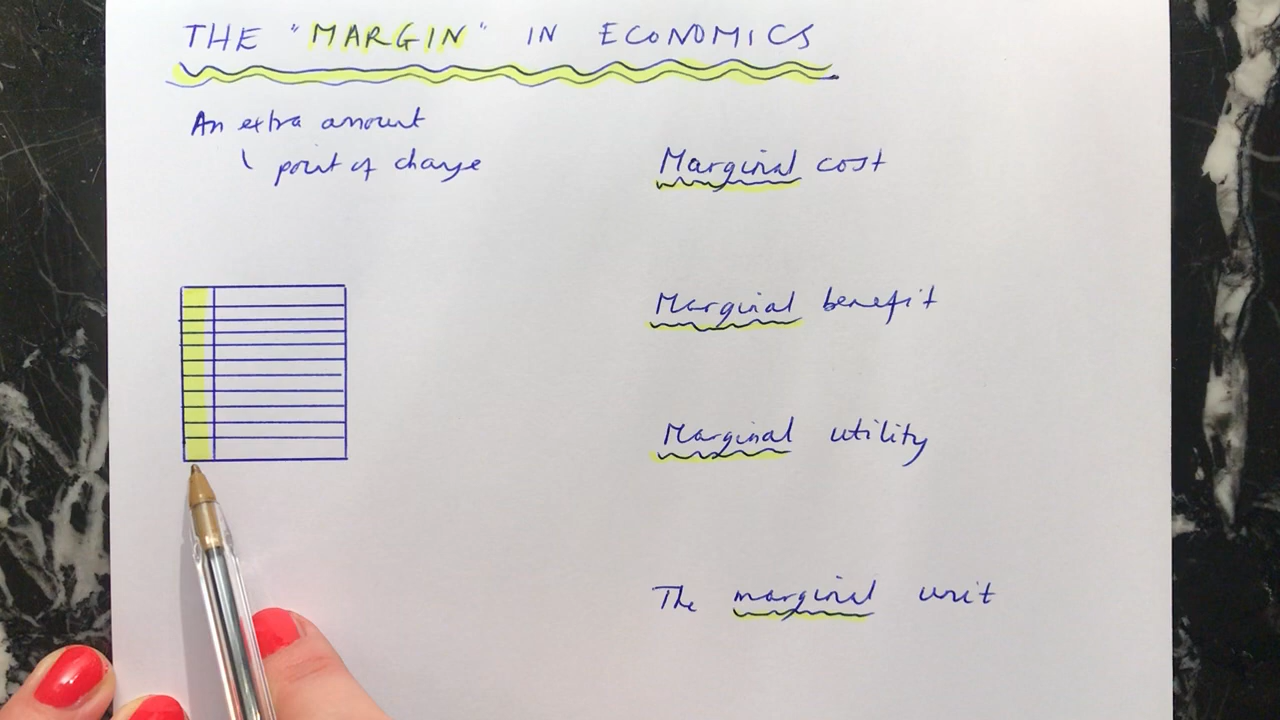 THE "MARGIN" IN ECONOMICS
An extra amount
point of change
Marginal cost
Marginal benefit
Marginal utility
The marginal unit